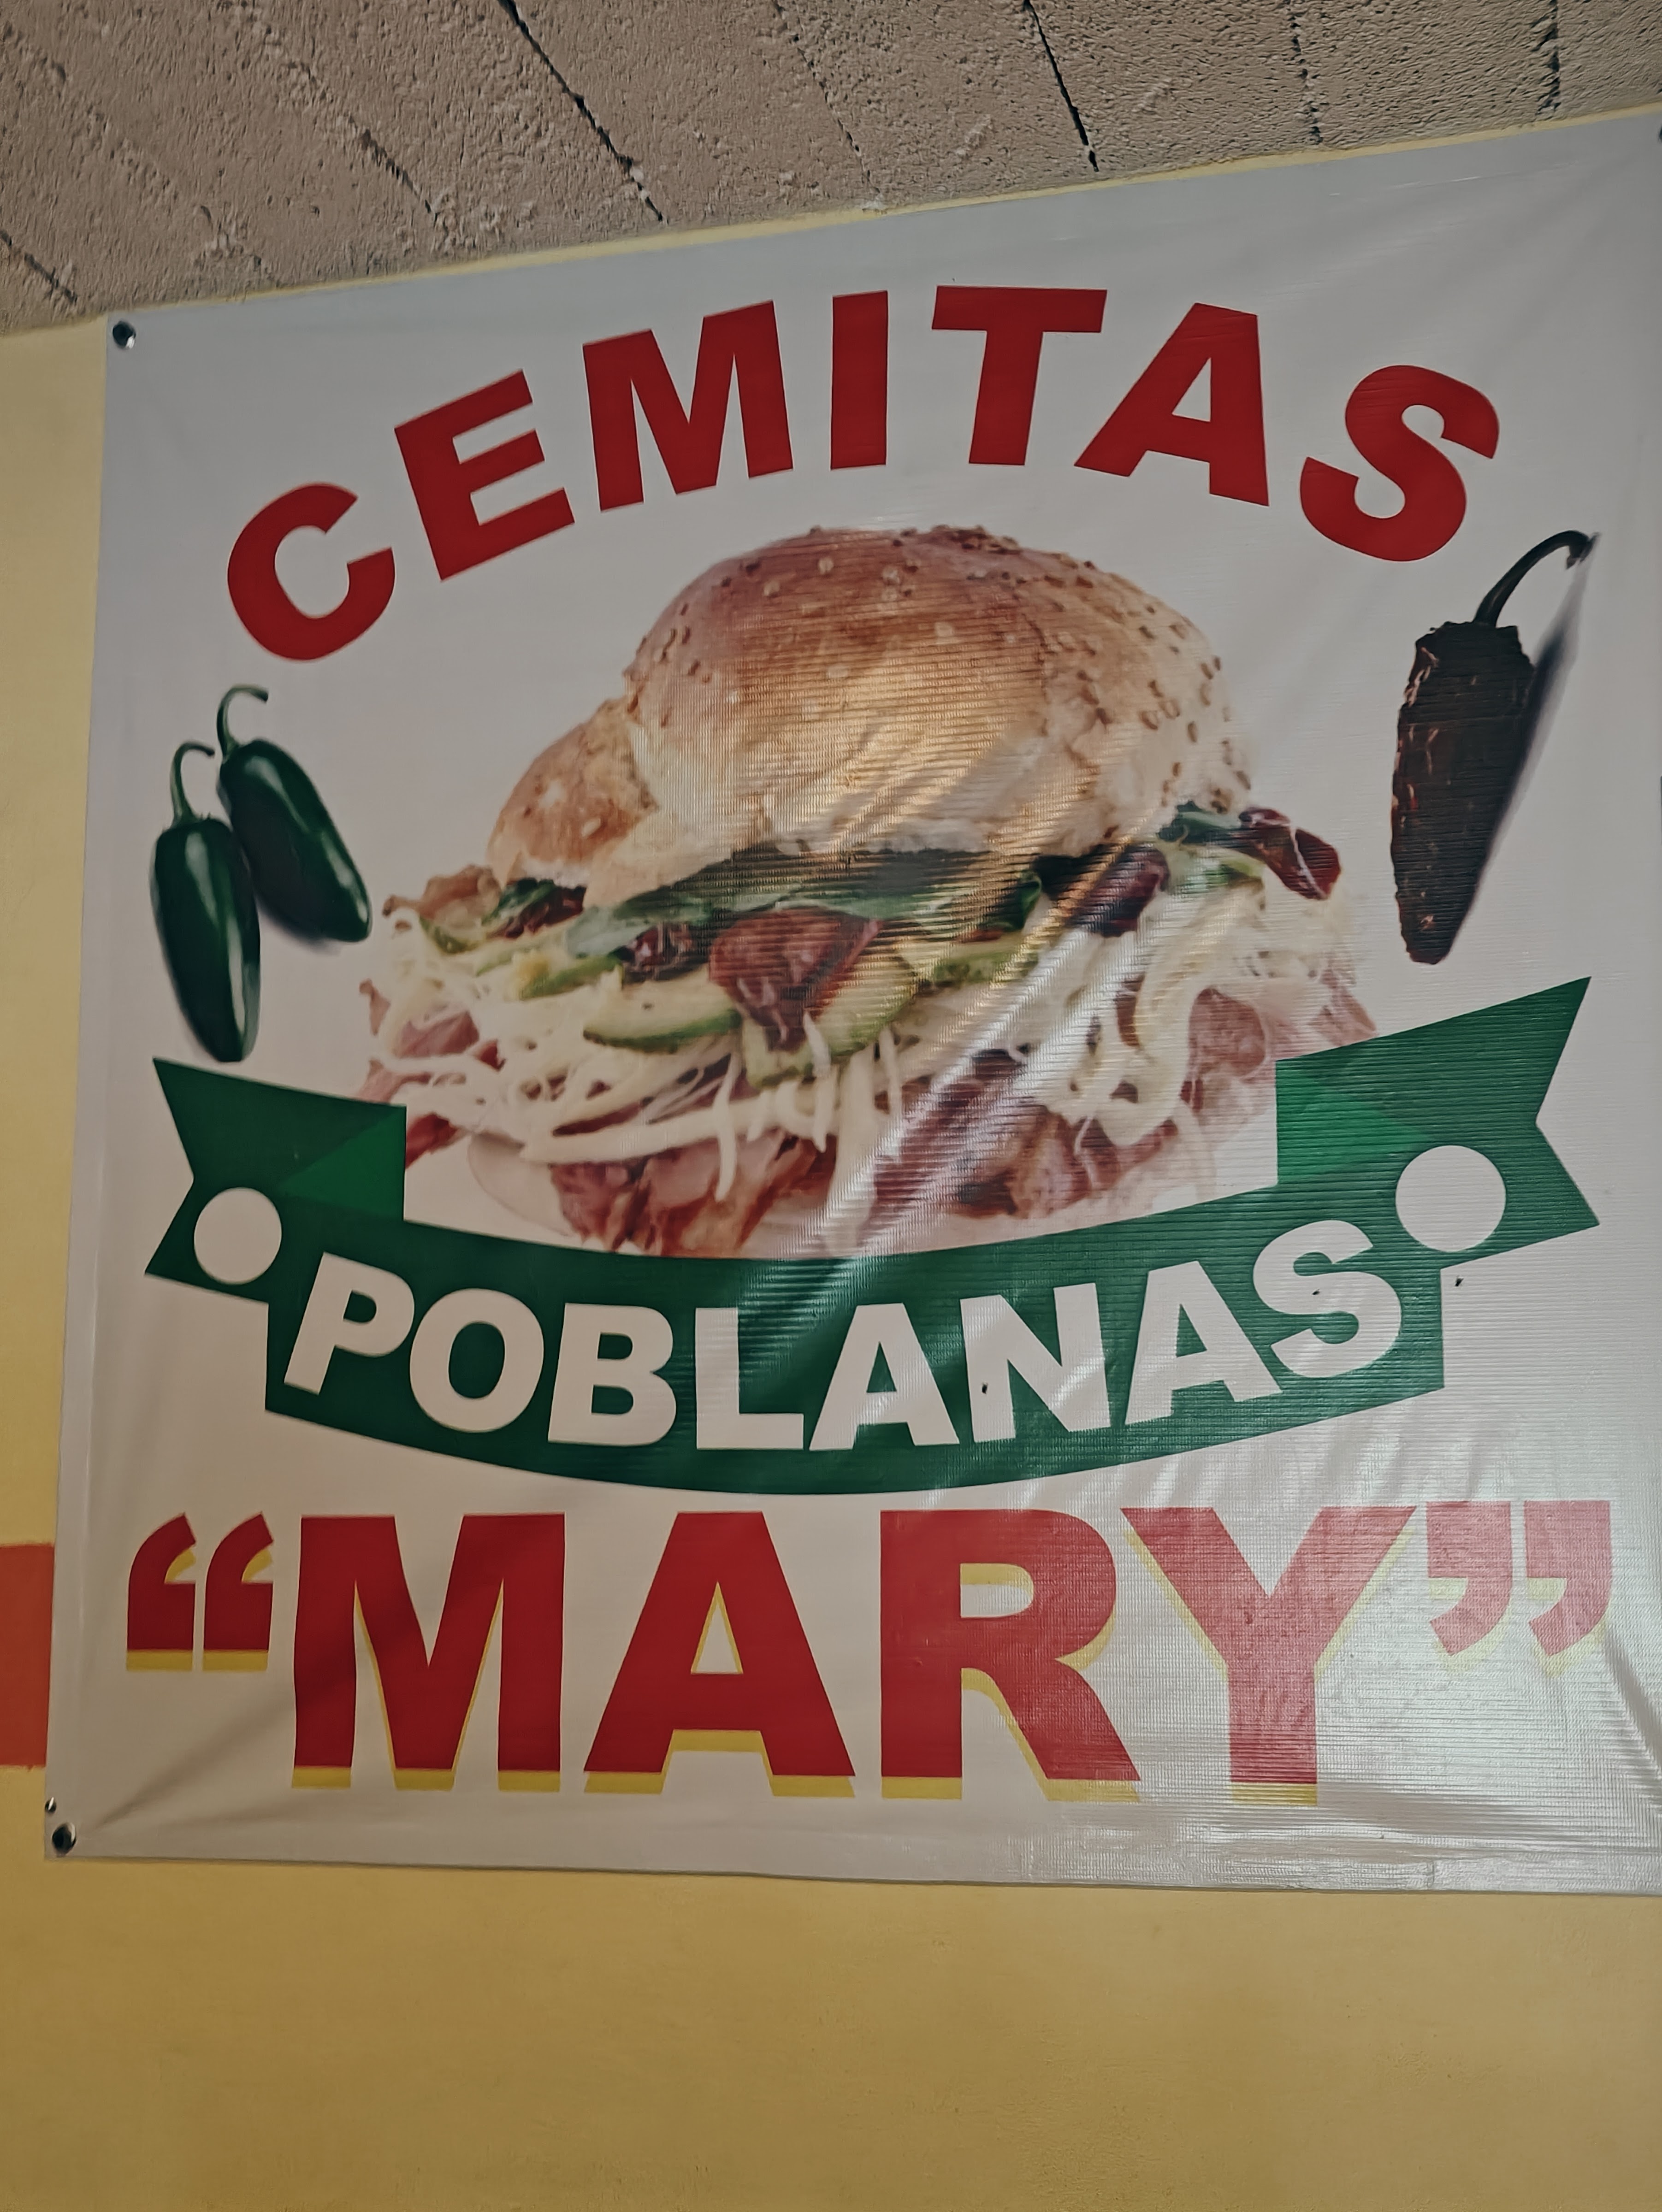 CEMITAS
POBLANAS
“MARY”